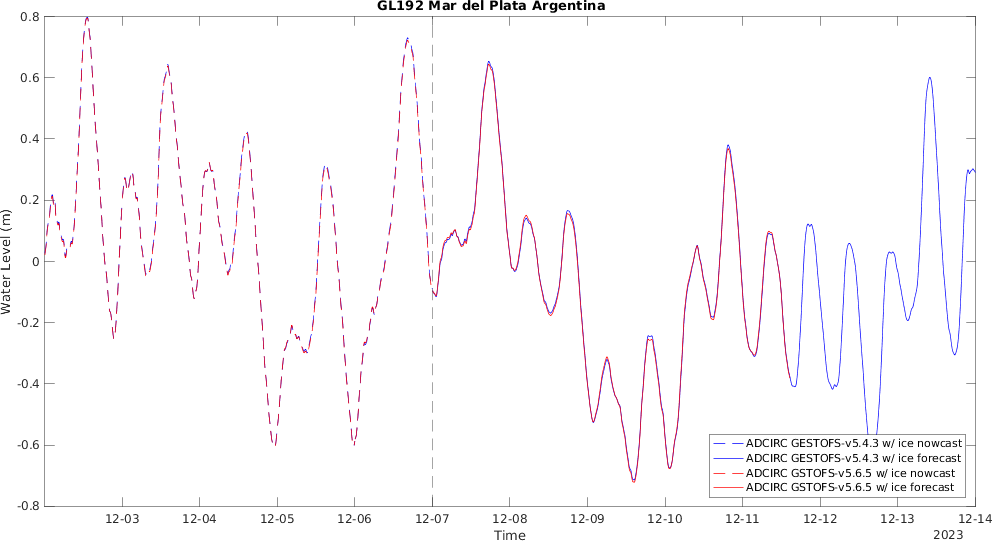 GL192 Mar del Plata Argentina
0.8
0.6
0.4
0.2
0
-0.2
-0.4
-0.6
-0.8
Water Level (m)
ADCIRC GESTOFS-v5.4.3 w/ ice nowcast
ADCIRC GESTOFS-v5.4.3 w/ ice forecast
ADCIRC GSTOFS-v5.6.5 w/ ice nowcast
ADCIRC GSTOFS-v5.6.5 w/ ice forecast
12-03 12-04 12-05 12-06 12-07 12-08 12-09 12-10 12-11 12-12 12-13 12-14
Time
2023